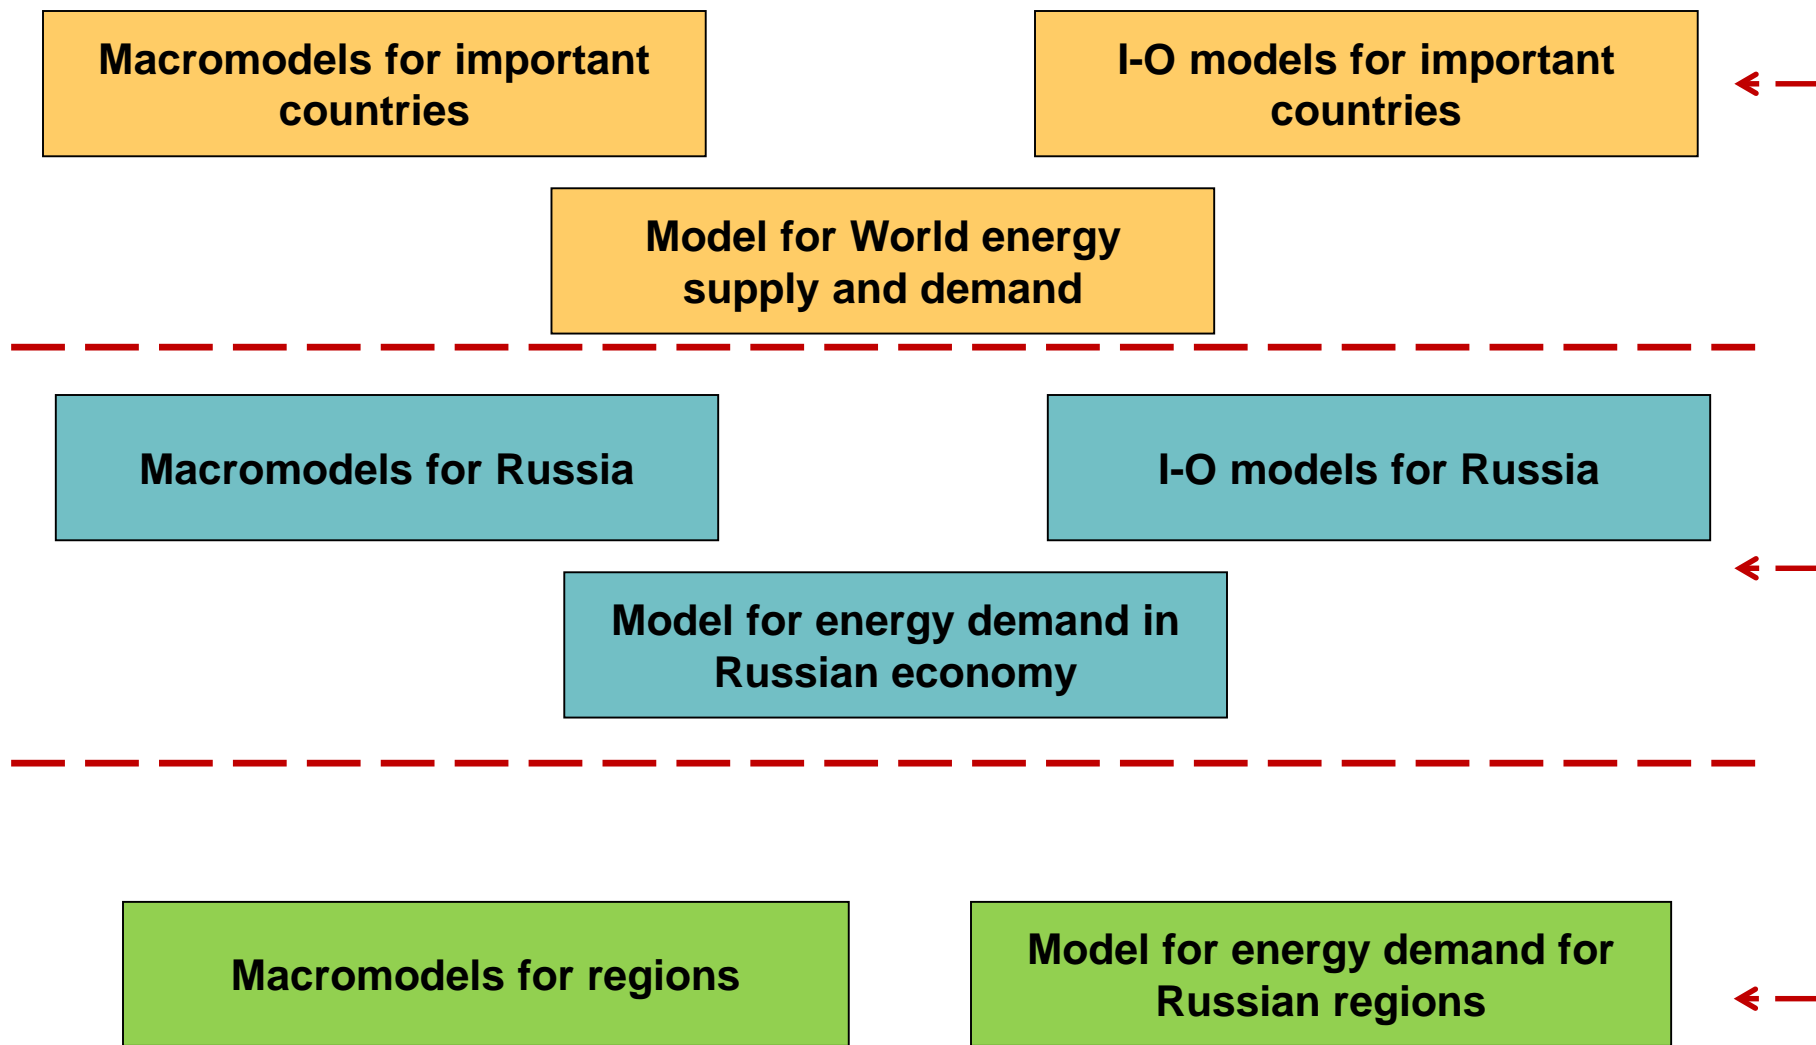 Macromodels for important
countries
I-O models for important
countries
Model for World energy
supply and demand
Macromodels for Russia
I-O models for Russia
Model for energy demand in
Russian economy
Macromodels for regions
Model for energy demand for
Russian regions